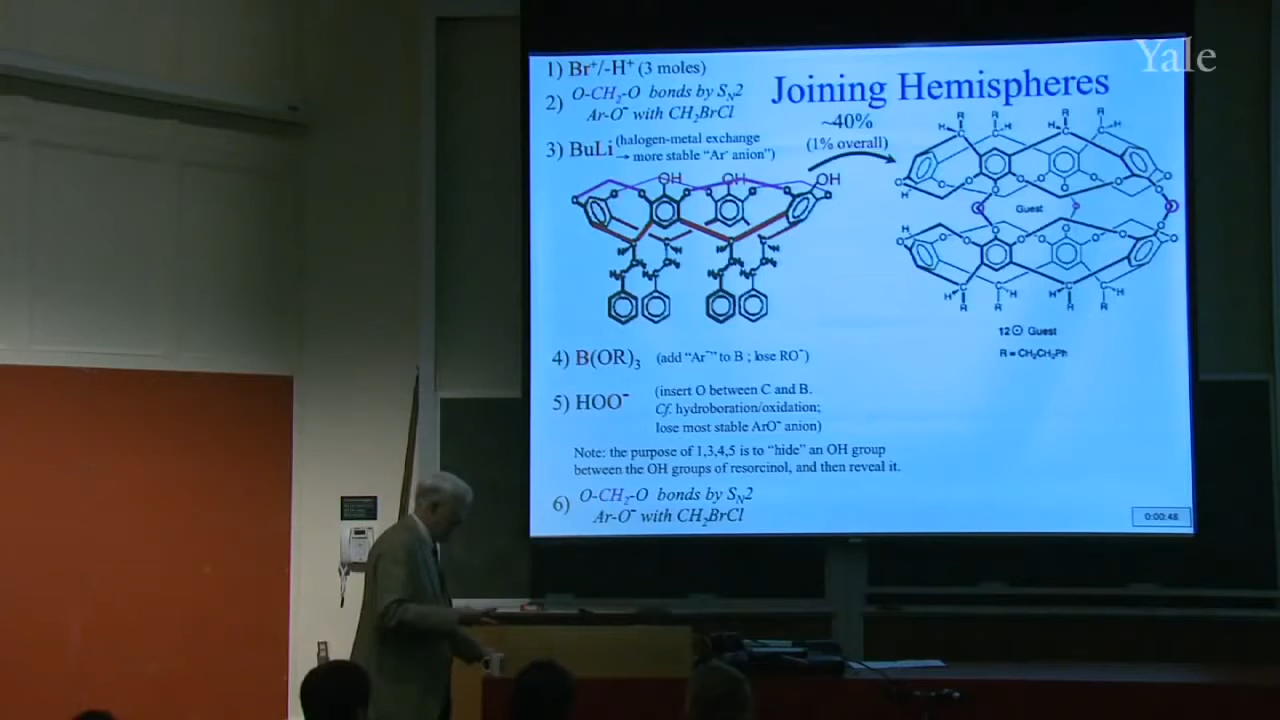 Yale
Joining Hemispheres
1) Br⁺/-H⁺ (3 moles)
2) O-CH₂-O bonds by SN2
Ar-O⁻ with CH₂BrCl
3) BuLi (halogen-metal exchange
→ more stable “Ar⁻ anion”)
~40%
(1% overall)
OH OH OH
Guest
12⊙ Guest
R = CH₂CH₂Ph
4) B(OR)₃ (add “Ar⁻” to B ; lose RO⁻)
5) HOO⁻ (insert O between C and B.
Cf. hydroboration/oxidation;
lose most stable ArO⁻ anion)
Note: the purpose of 1,3,4,5 is to “hide” an OH group
between the OH groups of resorcinol, and then reveal it.
6) O-CH₂-O bonds by SN2
Ar-O⁻ with CH₂BrCl
0:00:48